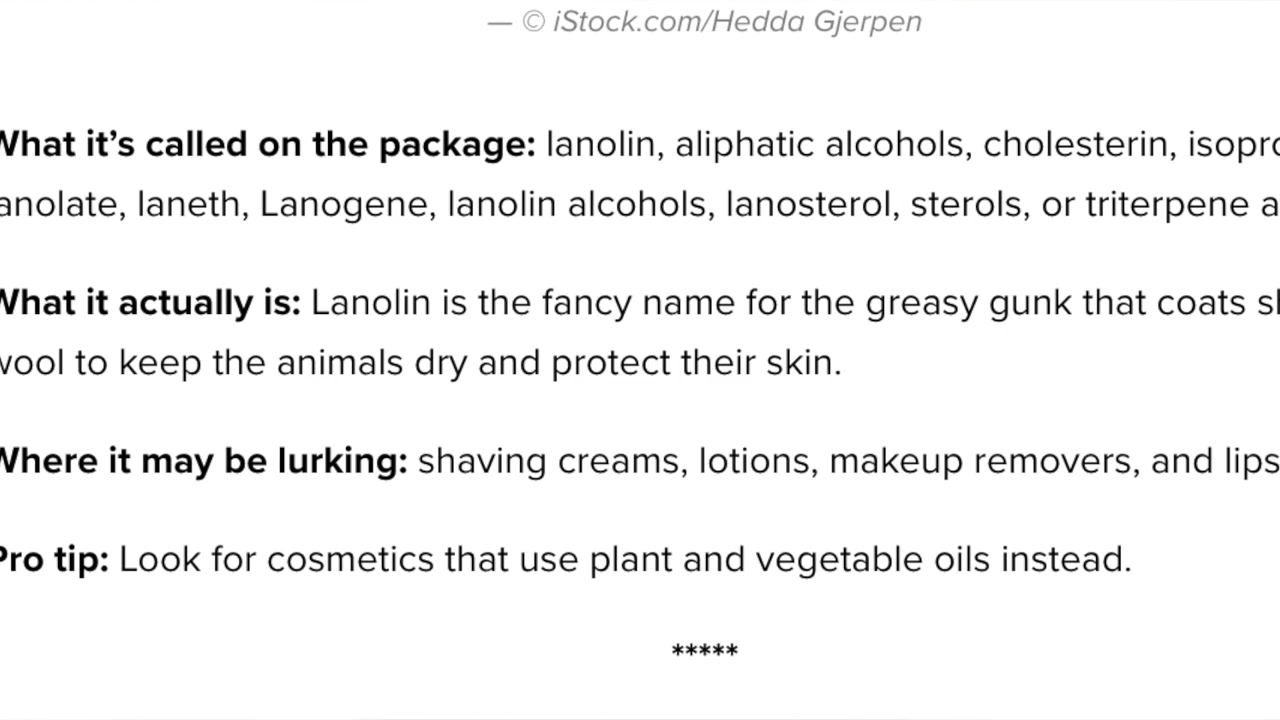 — © iStock.com/Hedda Gjerpen
What it’s called on the package: lanolin, aliphatic alcohols, cholesterin,
anolate, laneth, Lanogene, lanolin alcohols, lanosterol, sterols, or triterpene
What it actually is: Lanolin is the fancy name for the greasy gunk that coats
wool to keep the animals dry and protect their skin.
Where it may be lurking: shaving creams, lotions, makeup removers, and
Pro tip: Look for cosmetics that use plant and vegetable oils instead.
*****